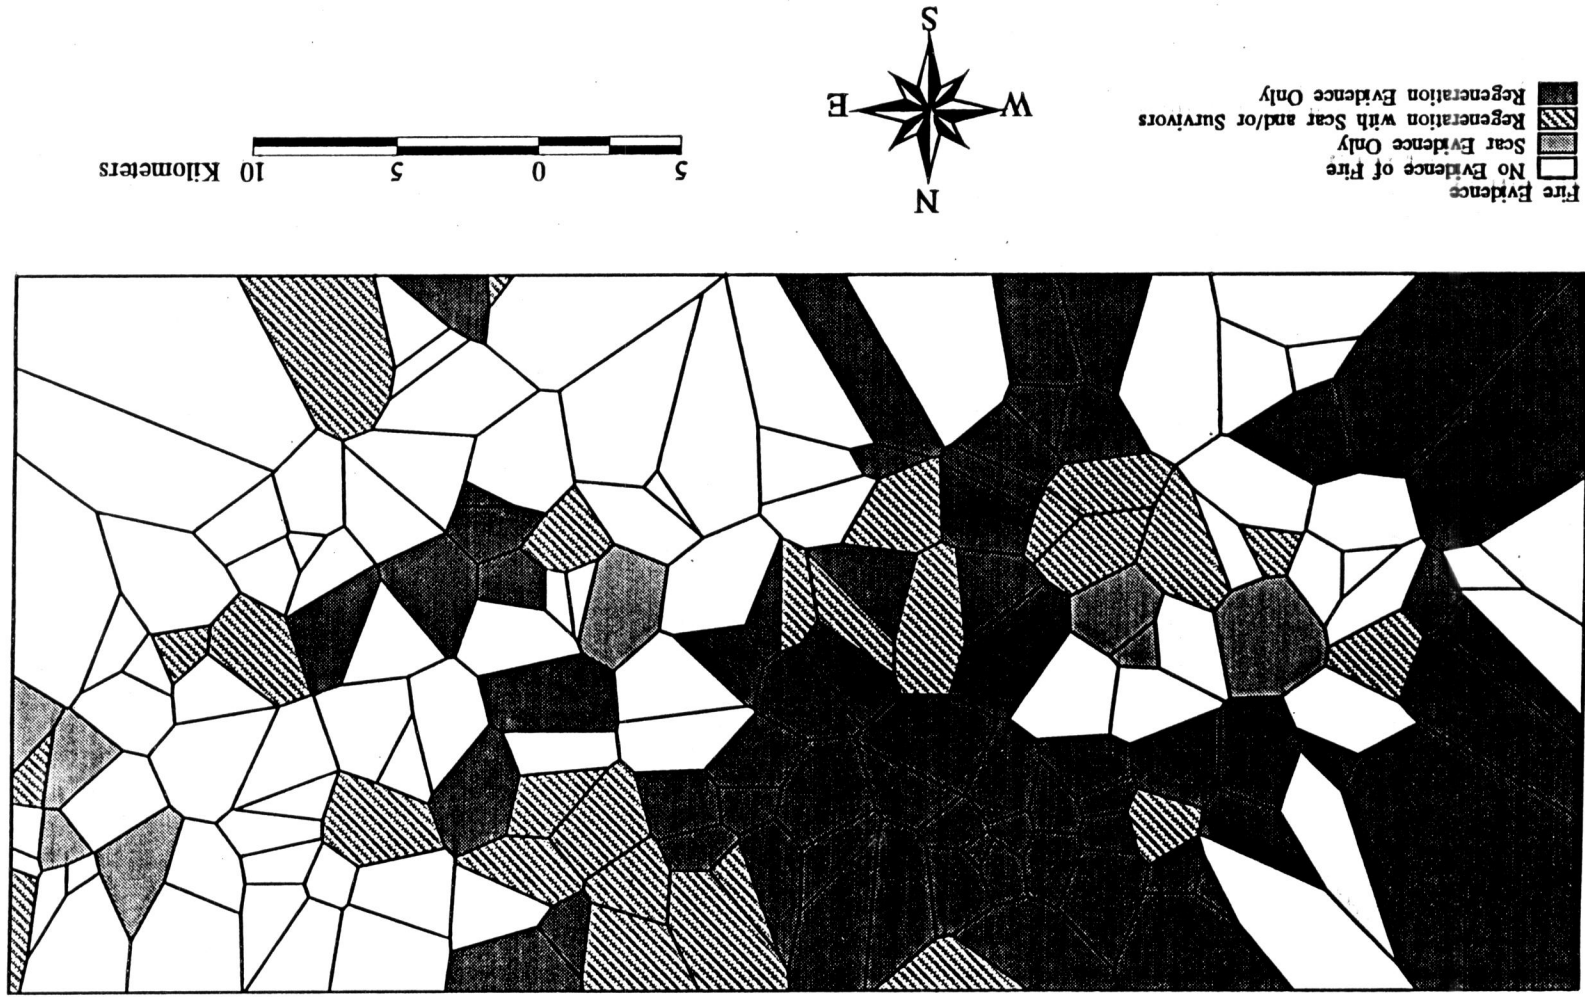 Fire Evidence
No Evidence of Fire
Scar Evidence Only
Regeneration with Scar and/or Survivors
Regeneration Evidence Only
N
W
E
S
5 0 5 10 Kilometers